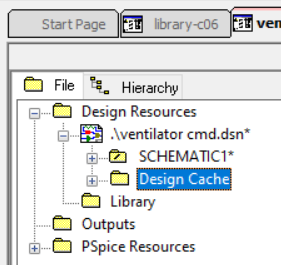 Start Page library-c06 ven
File Hierarchy
Design Resources
.\ventilator cmd.dsn*
SCHEMATIC1*
Design Cache
Library
Outputs
PSpice Resources